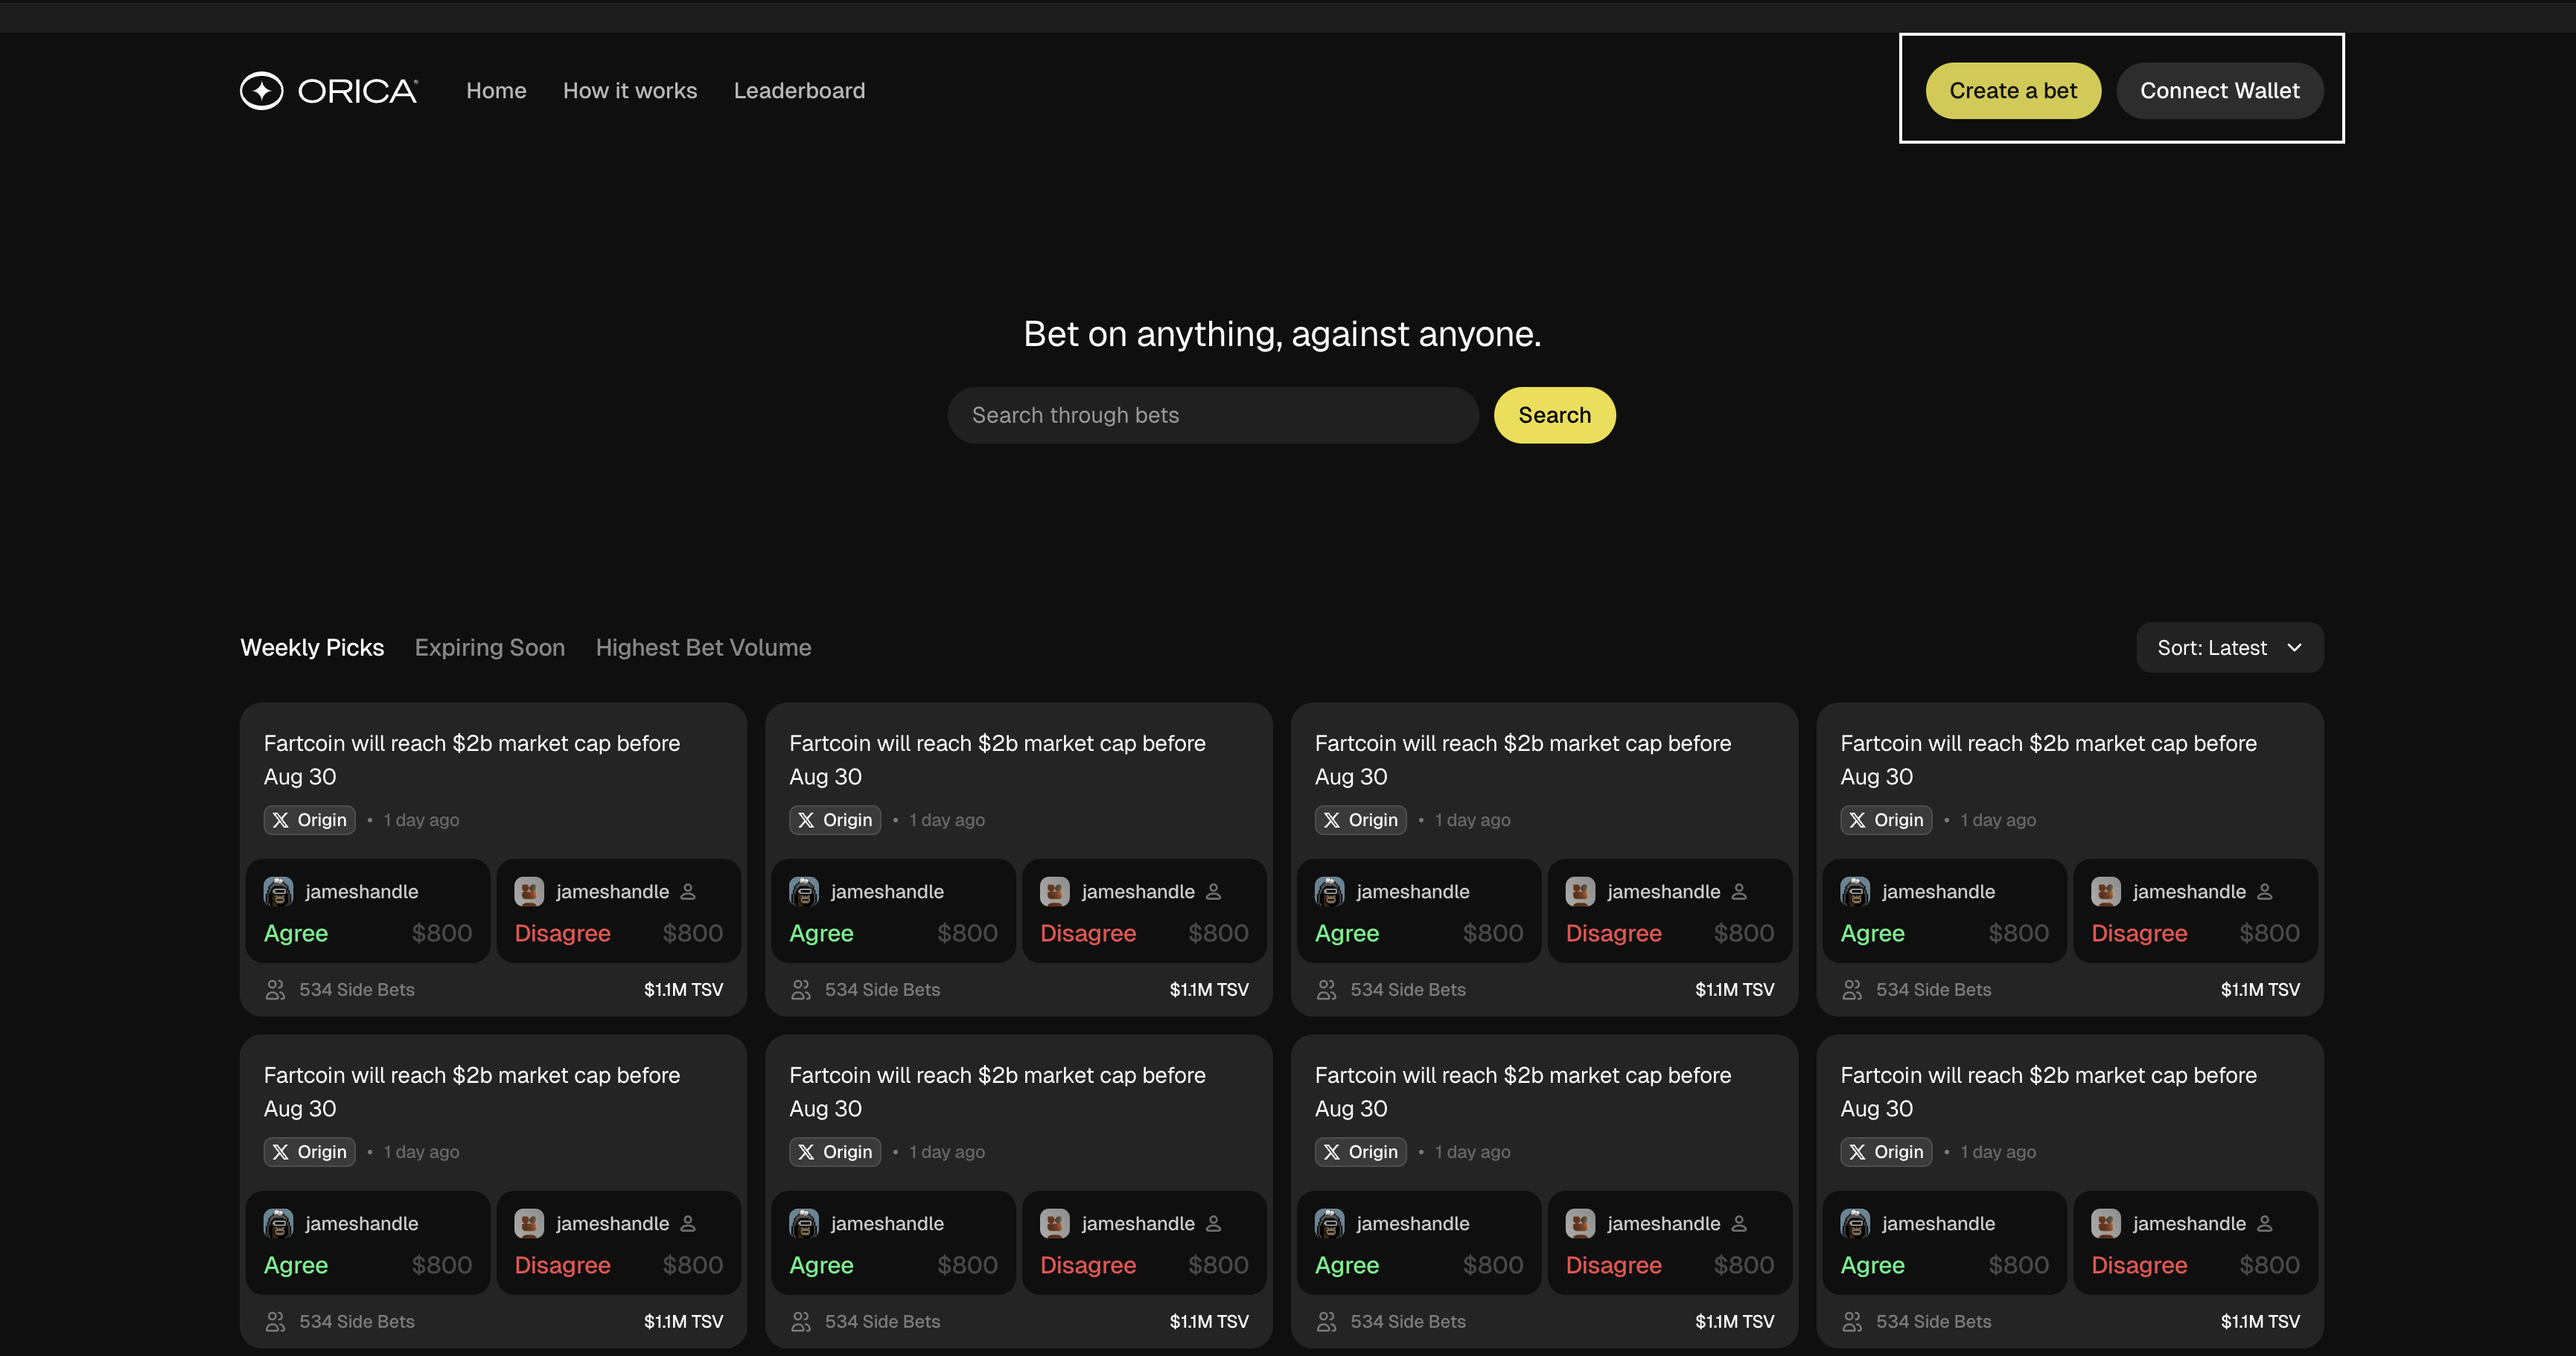 ORICA
Home How it works Leaderboard
Create a bet Connect Wallet
Bet on anything, against anyone.
Search through bets Search
Weekly Picks Expiring Soon Highest Bet Volume
Sort: Latest
Fartcoin will reach $2b market cap before
Aug 30
X Origin • 1 day ago
jameshandle jameshandle
Agree $800 Disagree $800
534 Side Bets $1.1M TSV
Fartcoin will reach $2b market cap before
Aug 30
X Origin • 1 day ago
jameshandle jameshandle
Agree $800 Disagree $800
534 Side Bets $1.1M TSV
Fartcoin will reach $2b market cap before
Aug 30
X Origin • 1 day ago
jameshandle jameshandle
Agree $800 Disagree $800
534 Side Bets $1.1M TSV
Fartcoin will reach $2b market cap before
Aug 30
X Origin • 1 day ago
jameshandle jameshandle
Agree $800 Disagree $800
534 Side Bets $1.1M TSV
Fartcoin will reach $2b market cap before
Aug 30
X Origin • 1 day ago
jameshandle jameshandle
Agree $800 Disagree $800
534 Side Bets $1.1M TSV
Fartcoin will reach $2b market cap before
Aug 30
X Origin • 1 day ago
jameshandle jameshandle
Agree $800 Disagree $800
534 Side Bets $1.1M TSV
Fartcoin will reach $2b market cap before
Aug 30
X Origin • 1 day ago
jameshandle jameshandle
Agree $800 Disagree $800
534 Side Bets $1.1M TSV
Fartcoin will reach $2b market cap before
Aug 30
X Origin • 1 day ago
jameshandle jameshandle
Agree $800 Disagree $800
534 Side Bets $1.1M TSV